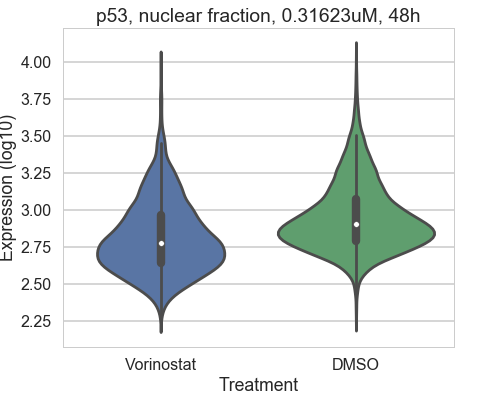 p53, nuclear fraction, 0.31623uM, 48h
Expression (log10)
4.00
3.75
3.50
3.25
3.00
2.75
2.50
2.25
Vorinostat
DMSO
Treatment